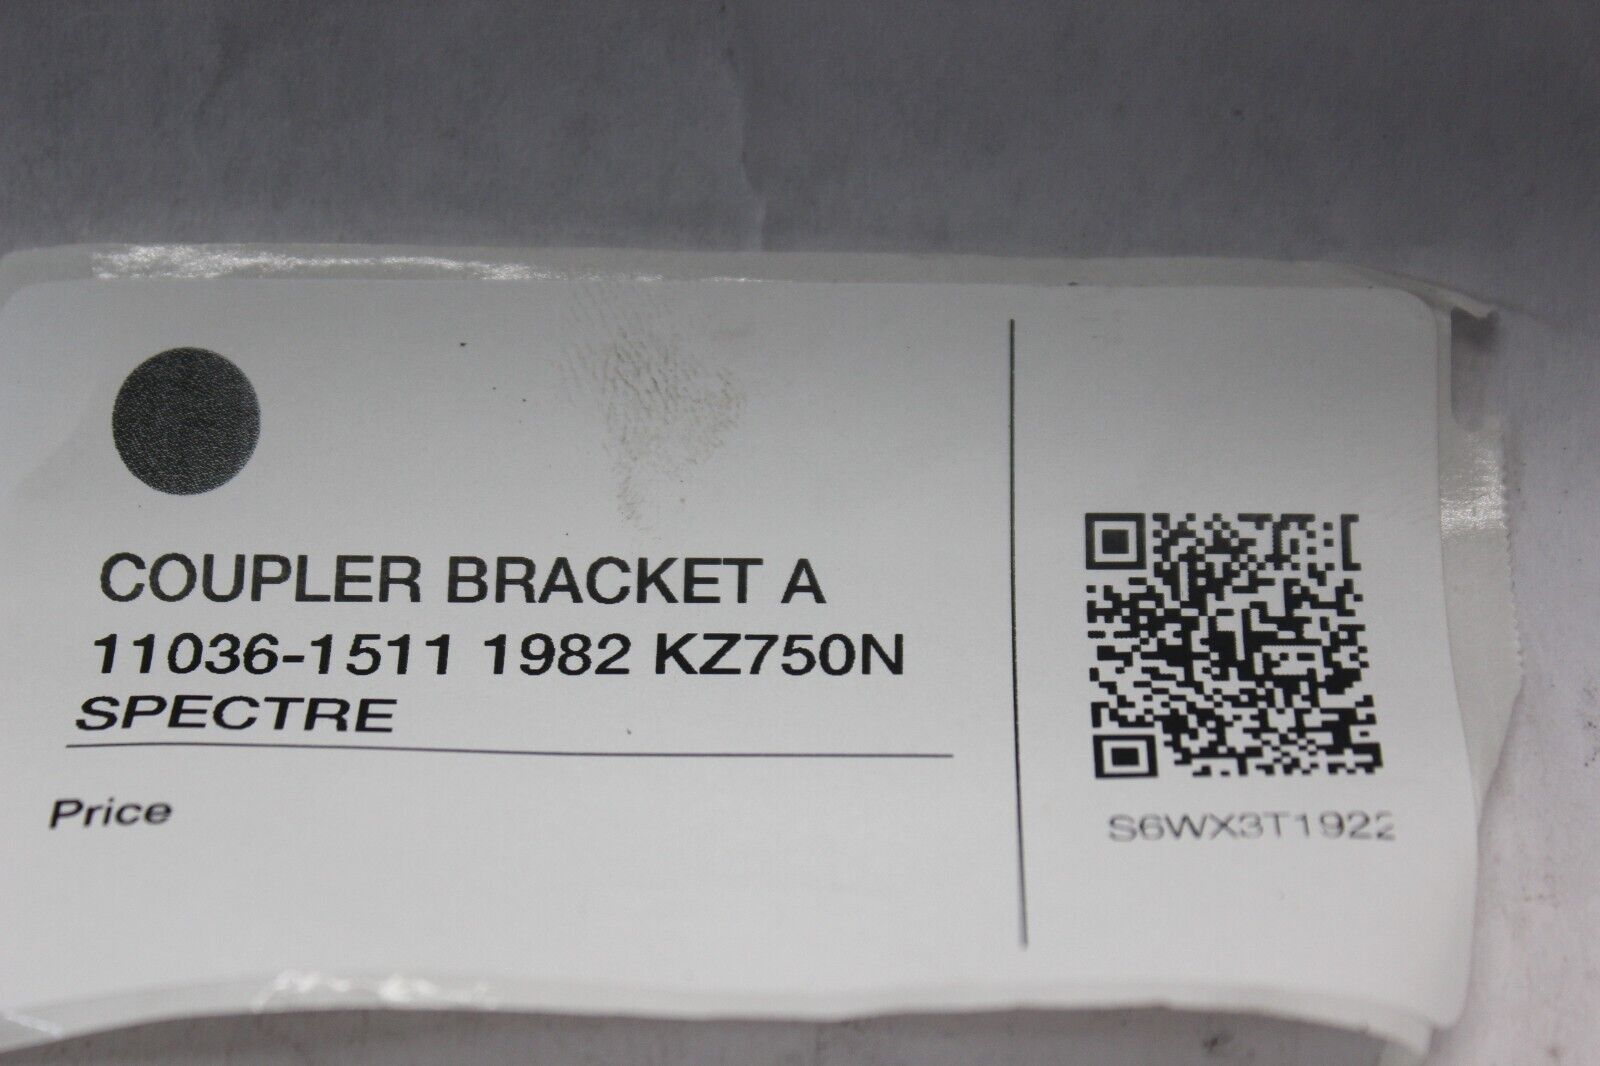 COUPLER BRACKET A
11036-1511 1982 KZ750N
SPECTRE
Price
S6WX3T1922